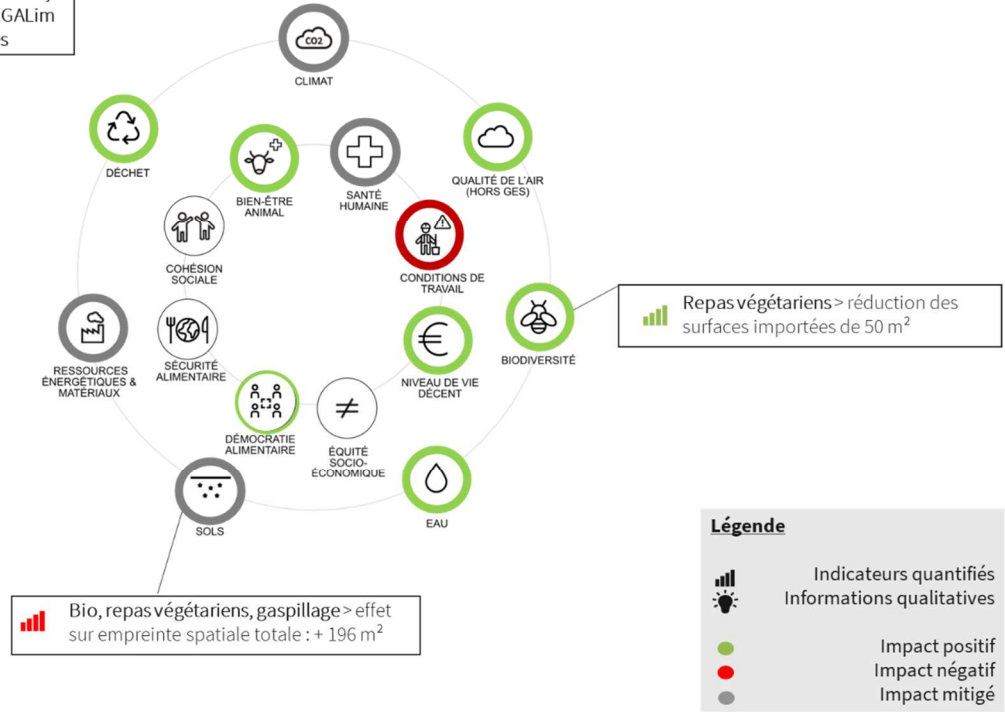 GALim
s
CO2
CLIMAT
DÉCHET
BIEN-ÊTRE
ANIMAL
SANTÉ
HUMAINE
QUALITÉ DE L'AIR
(HORS GES)
COHÉSION
SOCIALE
CONDITIONS DE
TRAVAIL
Repas végétariens > réduction des
surfaces importées de 50 m²
BIODIVERSITÉ
RESSOURCES
ÉNERGÉTIQUES &
MATÉRIAUX
SÉCURITÉ
ALIMENTAIRE
NIVEAU DE VIE
DÉCENT
DÉMOCRATIE
ALIMENTAIRE
ÉQUITÉ
SOCIO-
ÉCONOMIQUE
SOLS
EAU
Bio, repas végétariens, gaspillage > effet
sur empreinte spatiale totale : + 196 m²
Légende
Indicateurs quantifiés
Informations qualitatives
Impact positif
Impact négatif
Impact mitigé